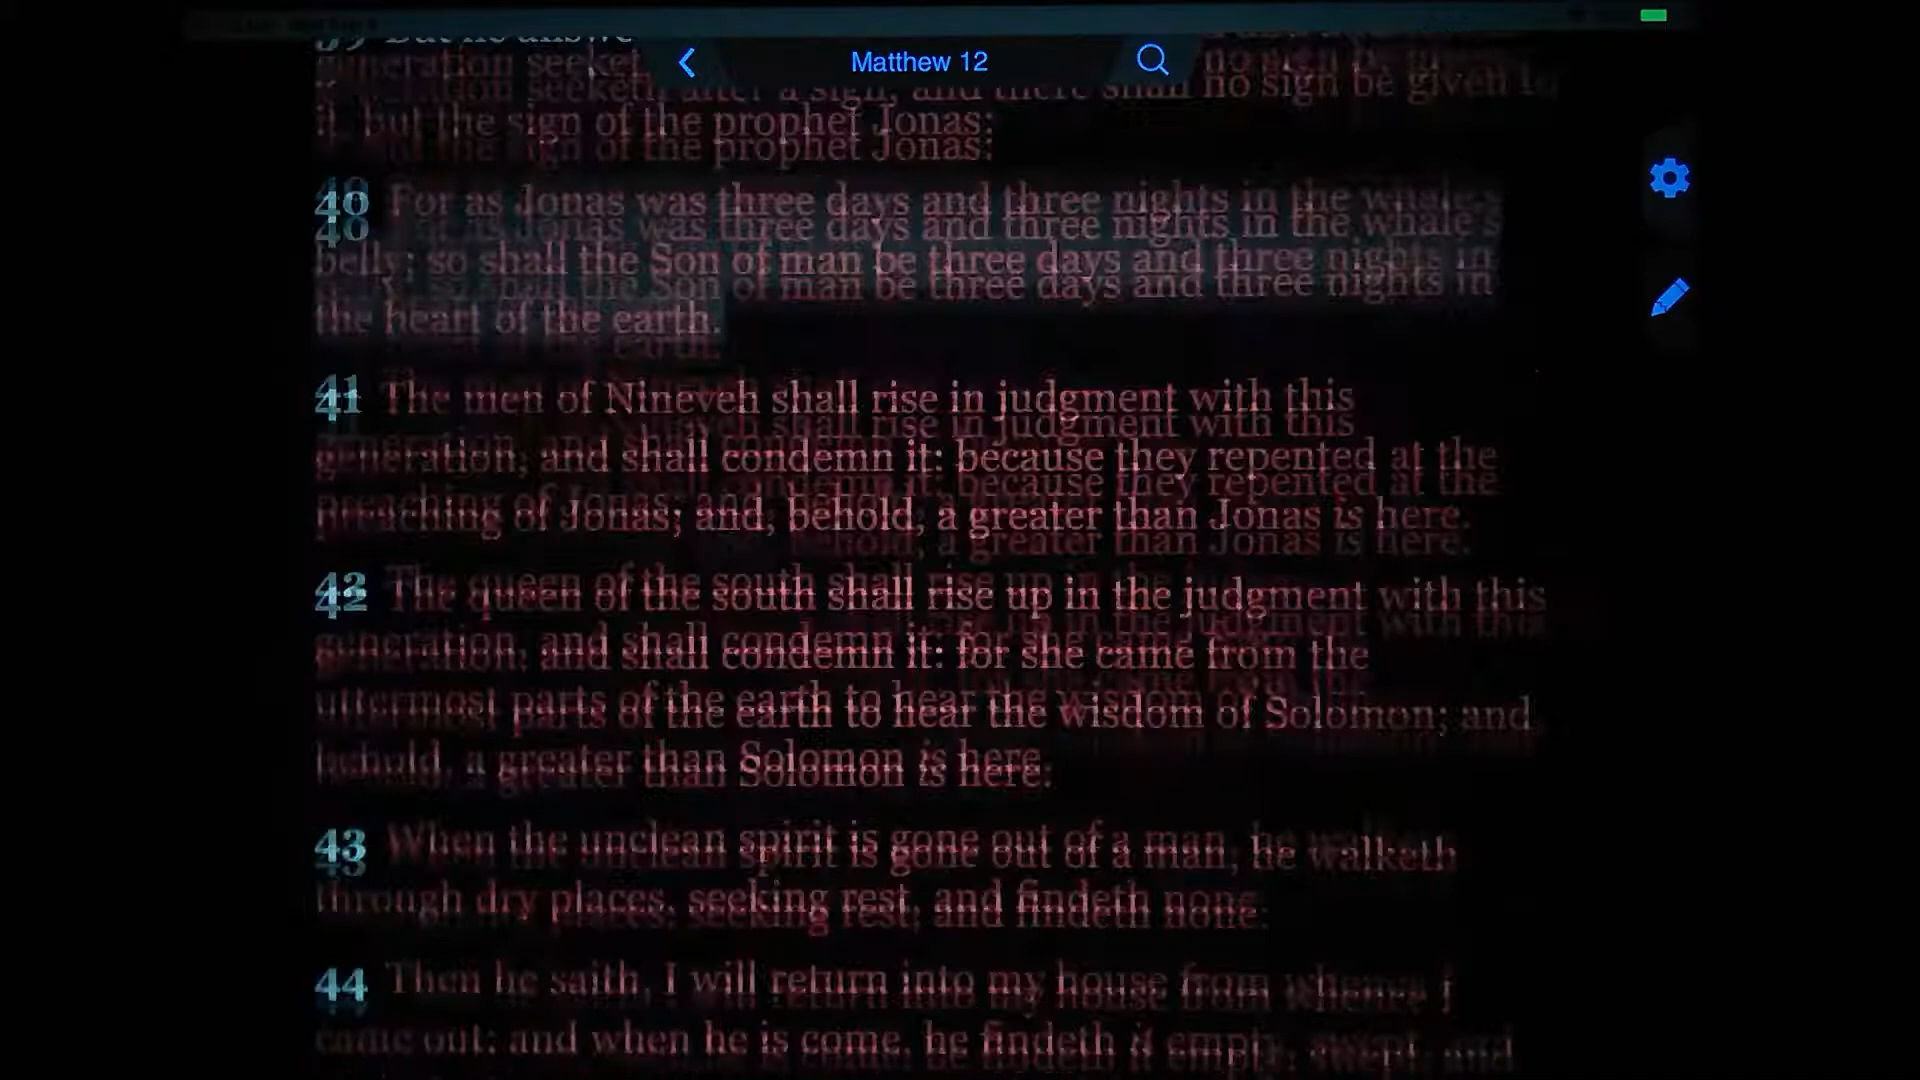 Matthew 12
39 But he answe
generation seeketh after a sign; and there shall no sign be given to
it, but the sign of the prophet Jonas:
40 For as Jonas was three days and three nights in the whale's
belly; so shall the Son of man be three days and three nights in
the heart of the earth.
41 The men of Nineveh shall rise in judgment with this
generation, and shall condemn it: because they repented at the
preaching of Jonas; and, behold, a greater than Jonas is here.
42 The queen of the south shall rise up in the judgment with this
generation, and shall condemn it: for she came from the
uttermost parts of the earth to hear the wisdom of Solomon; and,
behold, a greater than Solomon is here.
43 When the unclean spirit is gone out of a man, he walketh
through dry places, seeking rest, and findeth none.
44 Then he saith, I will return into my house from whence I
came out; and when he is come, he findeth it empty, swept, and